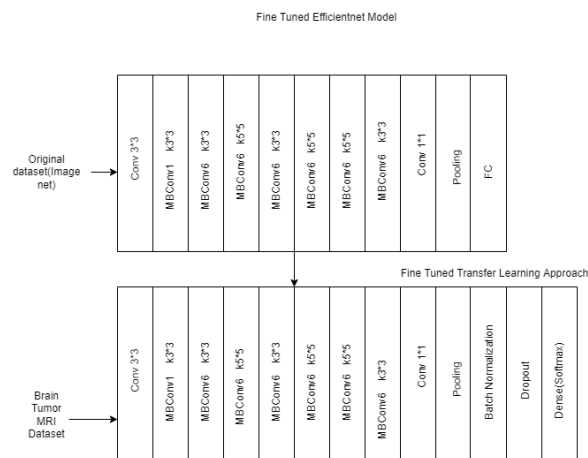 Fine Tuned Efficientnet Model
Original
dataset(Image
net)
Conv 3*3
MBConv1 k3*3
MBConv6 k3*3
MBConv6 k5*5
MBConv6 k3*3
MBConv6 k5*5
MBConv6 k5*5
MBConv6 k3*3
Conv 1*1
Pooling
FC
Fine Tuned Transfer Learning Approach
Brain
Tumor
MRI
Dataset
Conv 3*3
MBConv1 k3*3
MBConv6 k3*3
MBConv6 k5*5
MBConv6 k3*3
MBConv6 k5*5
MBConv6 k5*5
MBConv6 k3*3
Conv 1*1
Pooling
Batch Normalization
Dropout
Dense(Softmax)